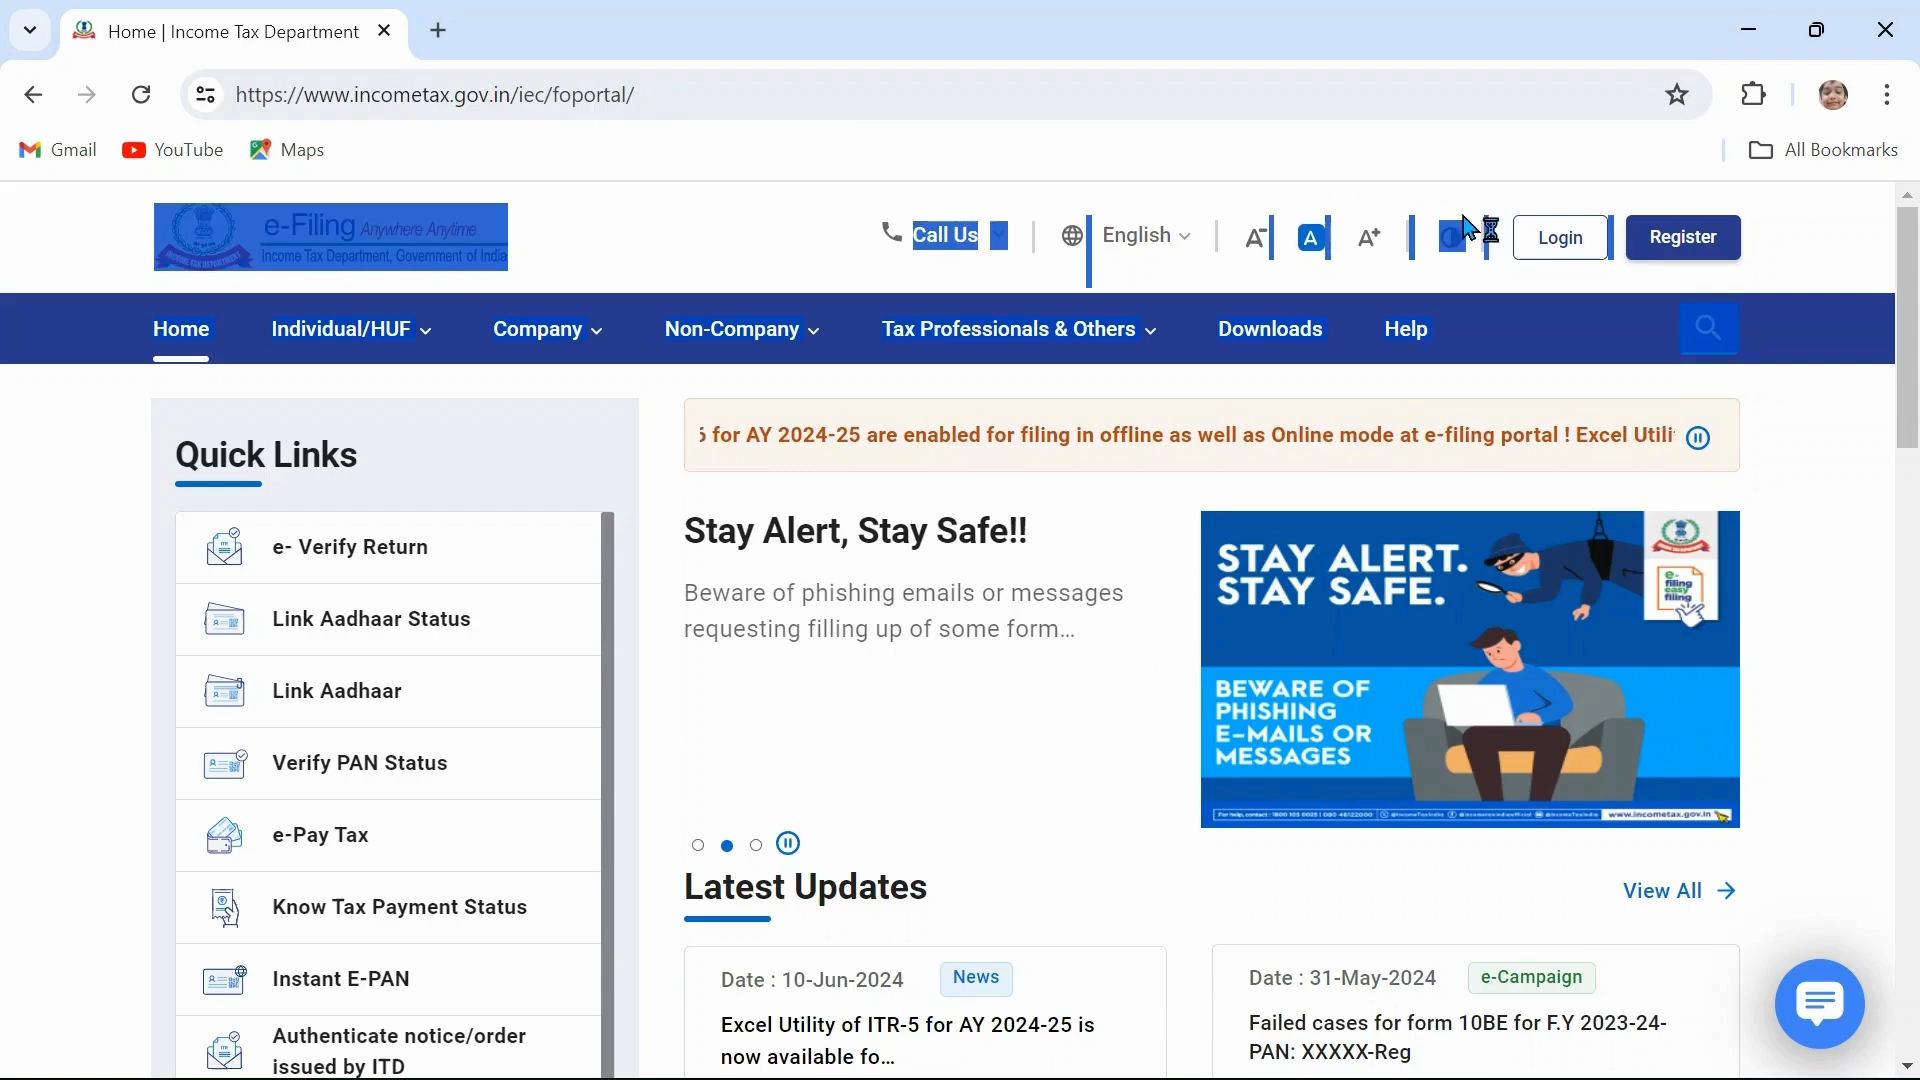 Home | Income Tax Department
https://www.incometax.gov.in/iec/foportal/
Gmail
YouTube
Maps
All Bookmarks
e-Filing Anywhere Anytime
Income Tax Department, Government of India
Call Us
English
A-
A
A+
Login
Register
Home
Individual/HUF
Company
Non-Company
Tax Professionals & Others
Downloads
Help
Quick Links
e- Verify Return
Link Aadhaar Status
Link Aadhaar
Verify PAN Status
e-Pay Tax
Know Tax Payment Status
Instant E-PAN
Authenticate notice/order
issued by ITD
for AY 2024-25 are enabled for filing in offline as well as Online mode at e-filing portal ! Excel Utili
Stay Alert, Stay Safe!!
Beware of phishing emails or messages
requesting filling up of some form...
STAY ALERT.
STAY SAFE.
e-
filing
easy
filing
BEWARE OF
PHISHING
E-MAILS OR
MESSAGES
www.incometax.gov.in
Latest Updates
View All
Date : 10-Jun-2024
News
Excel Utility of ITR-5 for AY 2024-25 is
now available fo...
Date : 31-May-2024
e-Campaign
Failed cases for form 10BE for F.Y 2023-24-
PAN: XXXXX-Reg